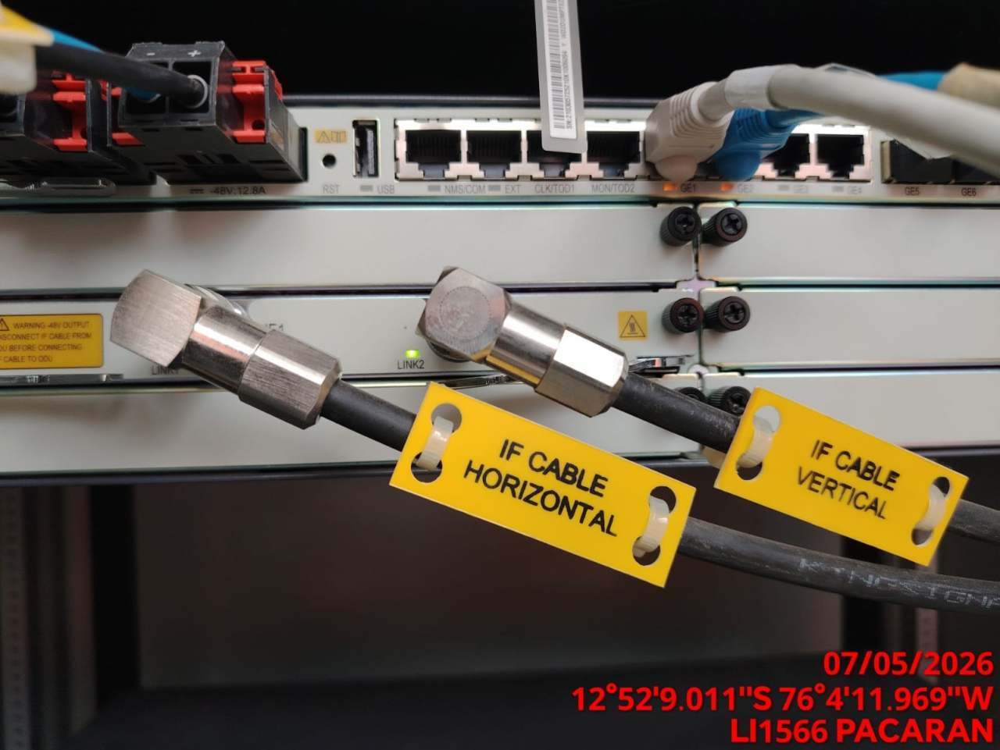 - +
-48V;12.8A
RST
USB
NMS/COM
EXT
CLK/TOD1
MON/TOD2
GE1
GE2
GE3
GE4
GE5
GE6
WARNING -48V OUTPUT
DISCONNECT IF CABLE FROM
BEFORE CONNECTING
CABLE TO ODU
LINK1
LINK2
IF CABLE
HORIZONTAL
IF CABLE
VERTICAL
07/05/2026
12°52'9.011"S 76°4'11.969"W
LI1566 PACARAN